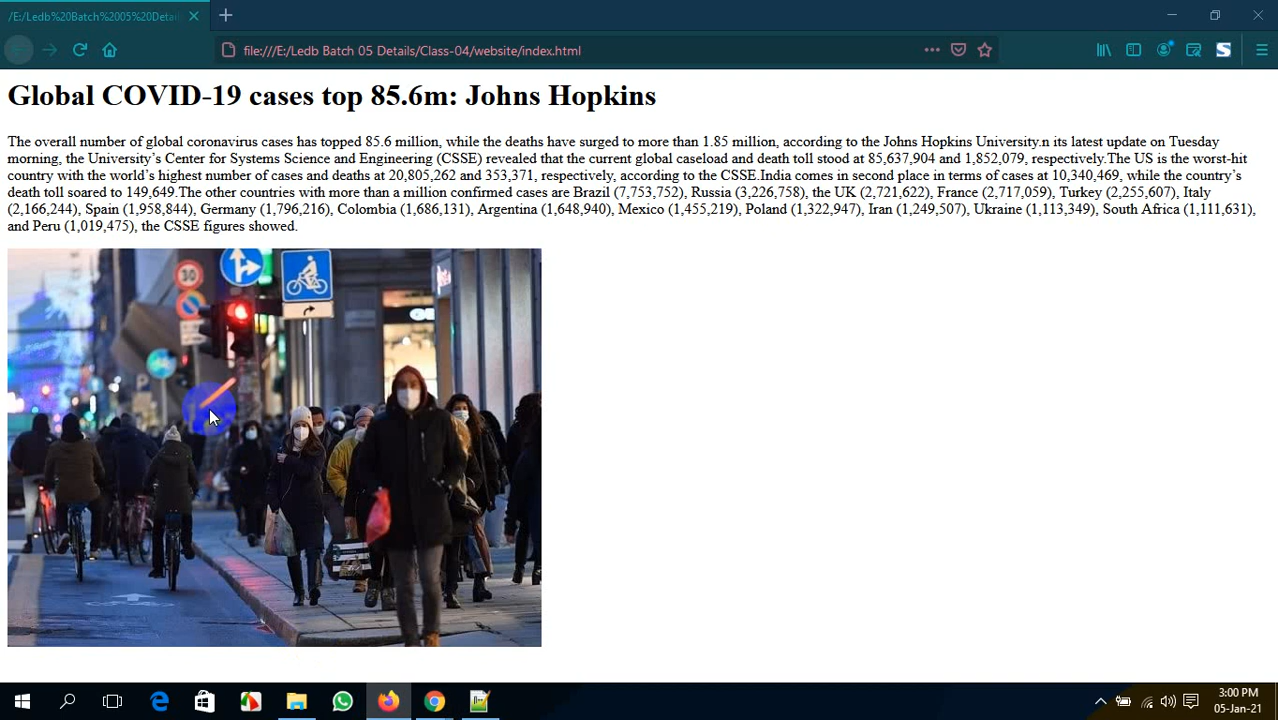 /E:/Ledb%20Batch%2005%20Detai
file:///E:/Ledb Batch 05 Details/Class-04/website/index.html
Global COVID-19 cases top 85.6m: Johns Hopkins
The overall number of global coronavirus cases has topped 85.6 million, while the deaths have surged to more than 1.85 million, according to the Johns Hopkins University.n its latest update on Tuesday
morning, the University’s Center for Systems Science and Engineering (CSSE) revealed that the current global caseload and death toll stood at 85,637,904 and 1,852,079, respectively.The US is the worst-hit
country with the world’s highest number of cases and deaths at 20,805,262 and 353,371, respectively, according to the CSSE.India comes in second place in terms of cases at 10,340,469, while the country’s
death toll soared to 149,649.The other countries with more than a million confirmed cases are Brazil (7,753,752), Russia (3,226,758), the UK (2,721,622), France (2,717,059), Turkey (2,255,607), Italy
(2,166,244), Spain (1,958,844), Germany (1,796,216), Colombia (1,686,131), Argentina (1,648,940), Mexico (1,455,219), Poland (1,322,947), Iran (1,249,507), Ukraine (1,113,349), South Africa (1,111,631),
and Peru (1,019,475), the CSSE figures showed.
30
3:00 PM
05-Jan-21